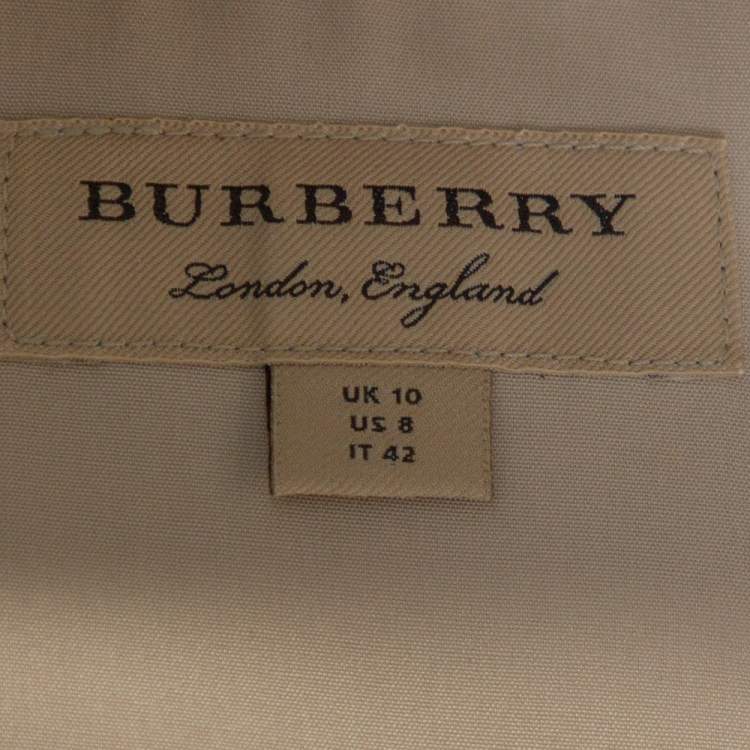 BURBERRY
London, England
UK 10
US 8
IT 42